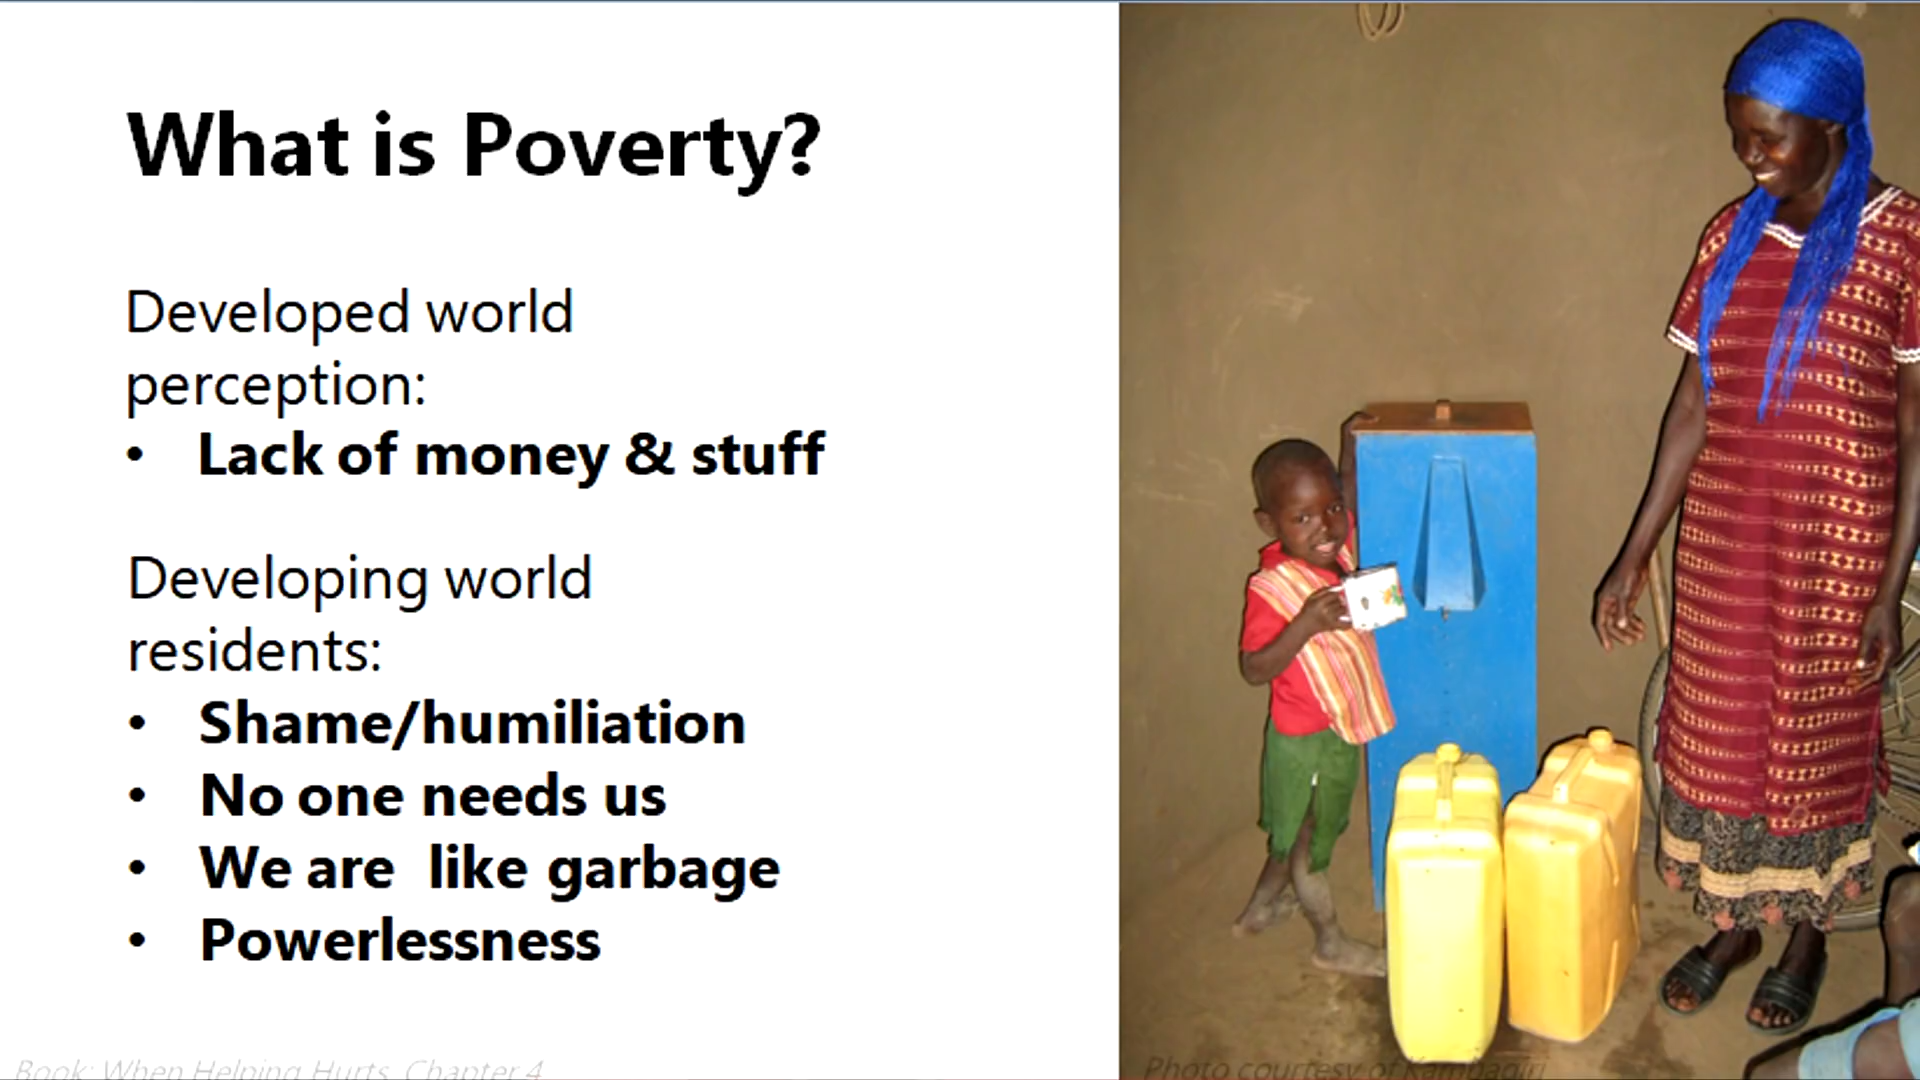 What is Poverty?
Developed world
perception:
• Lack of money & stuff
Developing world
residents:
• Shame/humiliation
• No one needs us
• We are like garbage
• Powerlessness
Book: When Helping Hurts, Chapter 4
Photo courtesy of